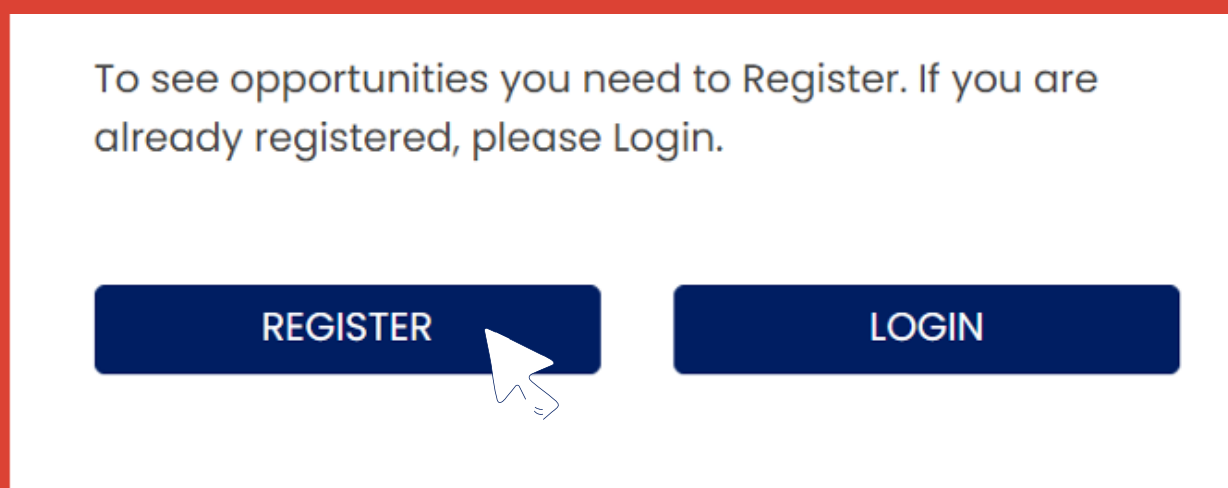 To see opportunities you need to Register. If you are
already registered, please Login.
REGISTER
LOGIN